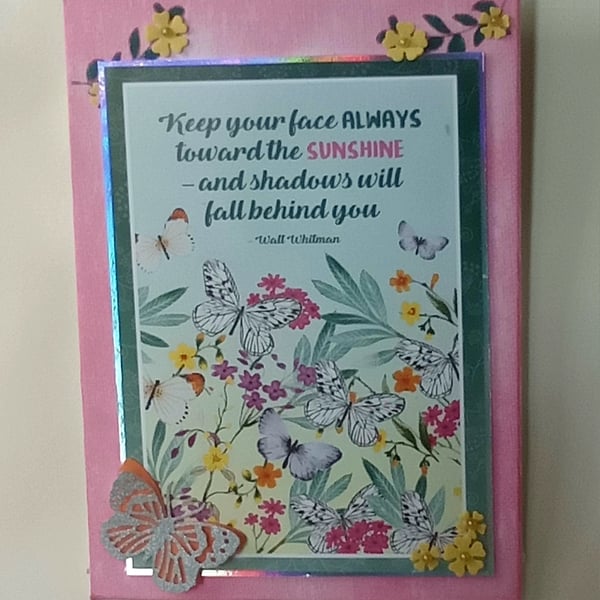 Keep your face ALWAYS
toward the SUNSHINE
– and shadows will
fall behind you
- Walt Whitman